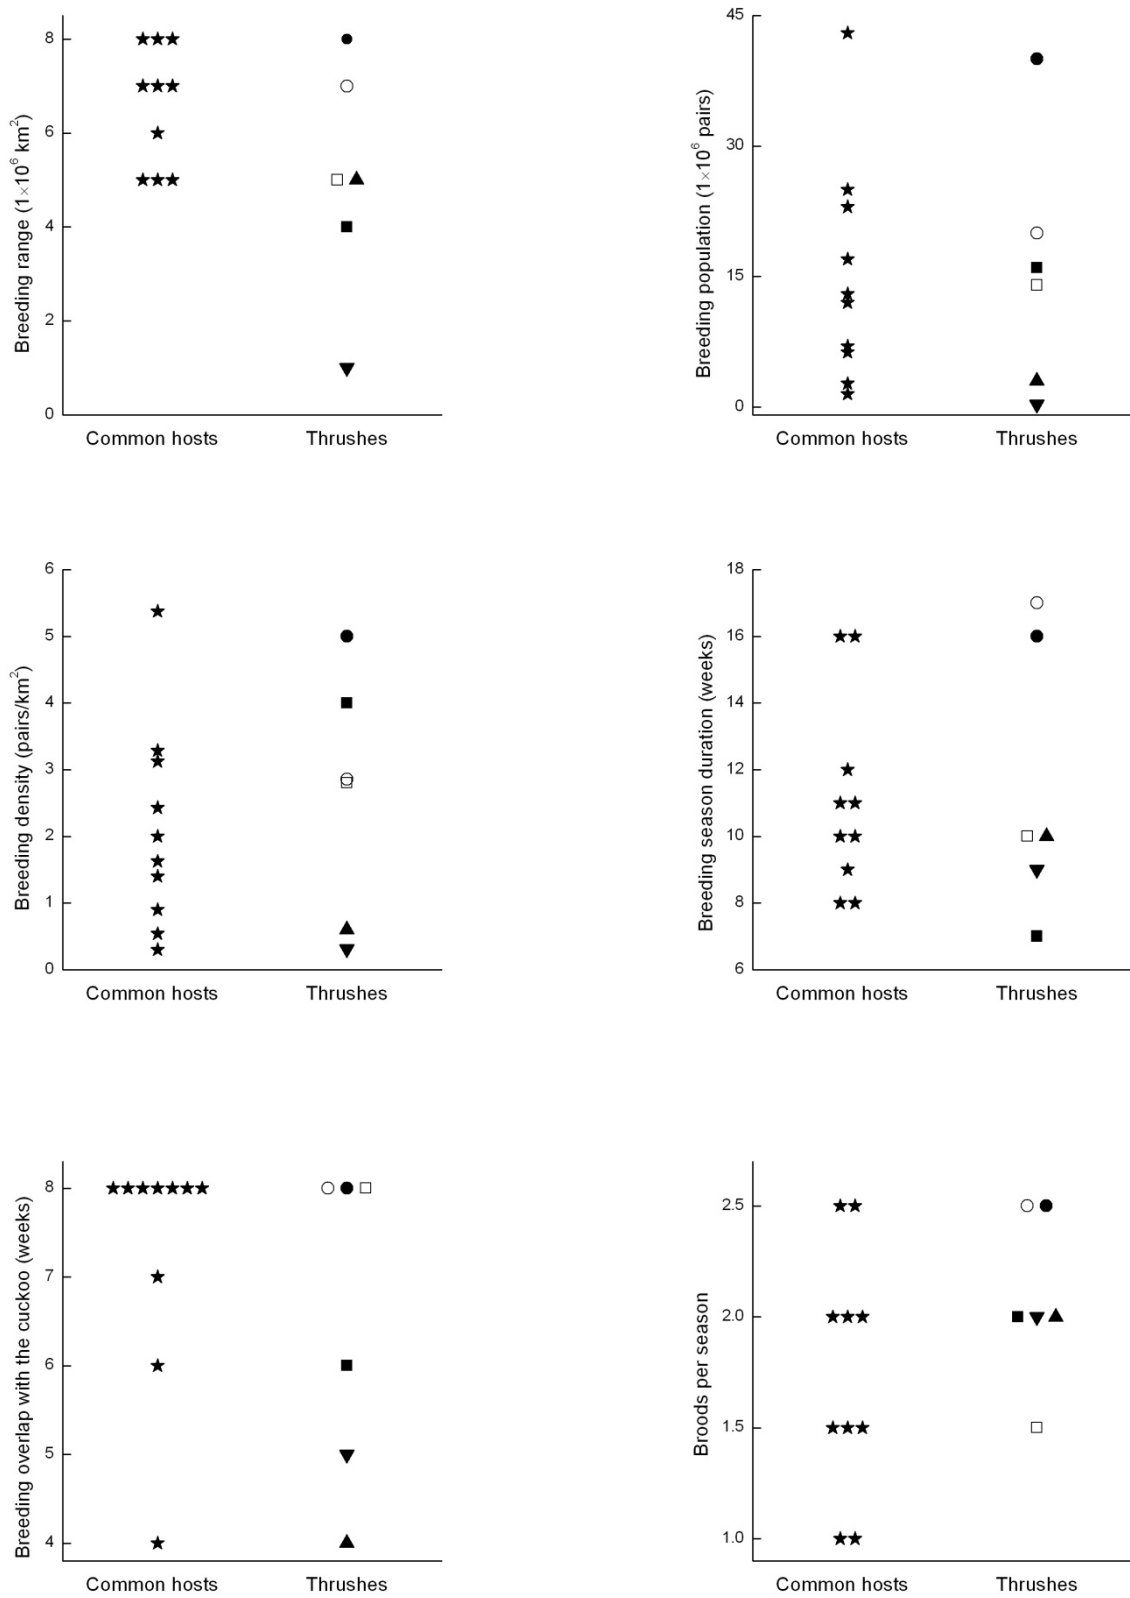 Breeding range (1×10⁶ km²)
8
6
4
2
0
Common hosts Thrushes
Breeding population (1×10⁶ pairs)
45
30
15
0
Common hosts Thrushes
Breeding density (pairs/km²)
6
5
4
3
2
1
0
Common hosts Thrushes
Breeding season duration (weeks)
18
16
14
12
10
8
6
Common hosts Thrushes
Breeding overlap with the cuckoo (weeks)
8
7
6
5
4
Common hosts Thrushes
Broods per season
2.5
2.0
1.5
1.0
Common hosts Thrushes